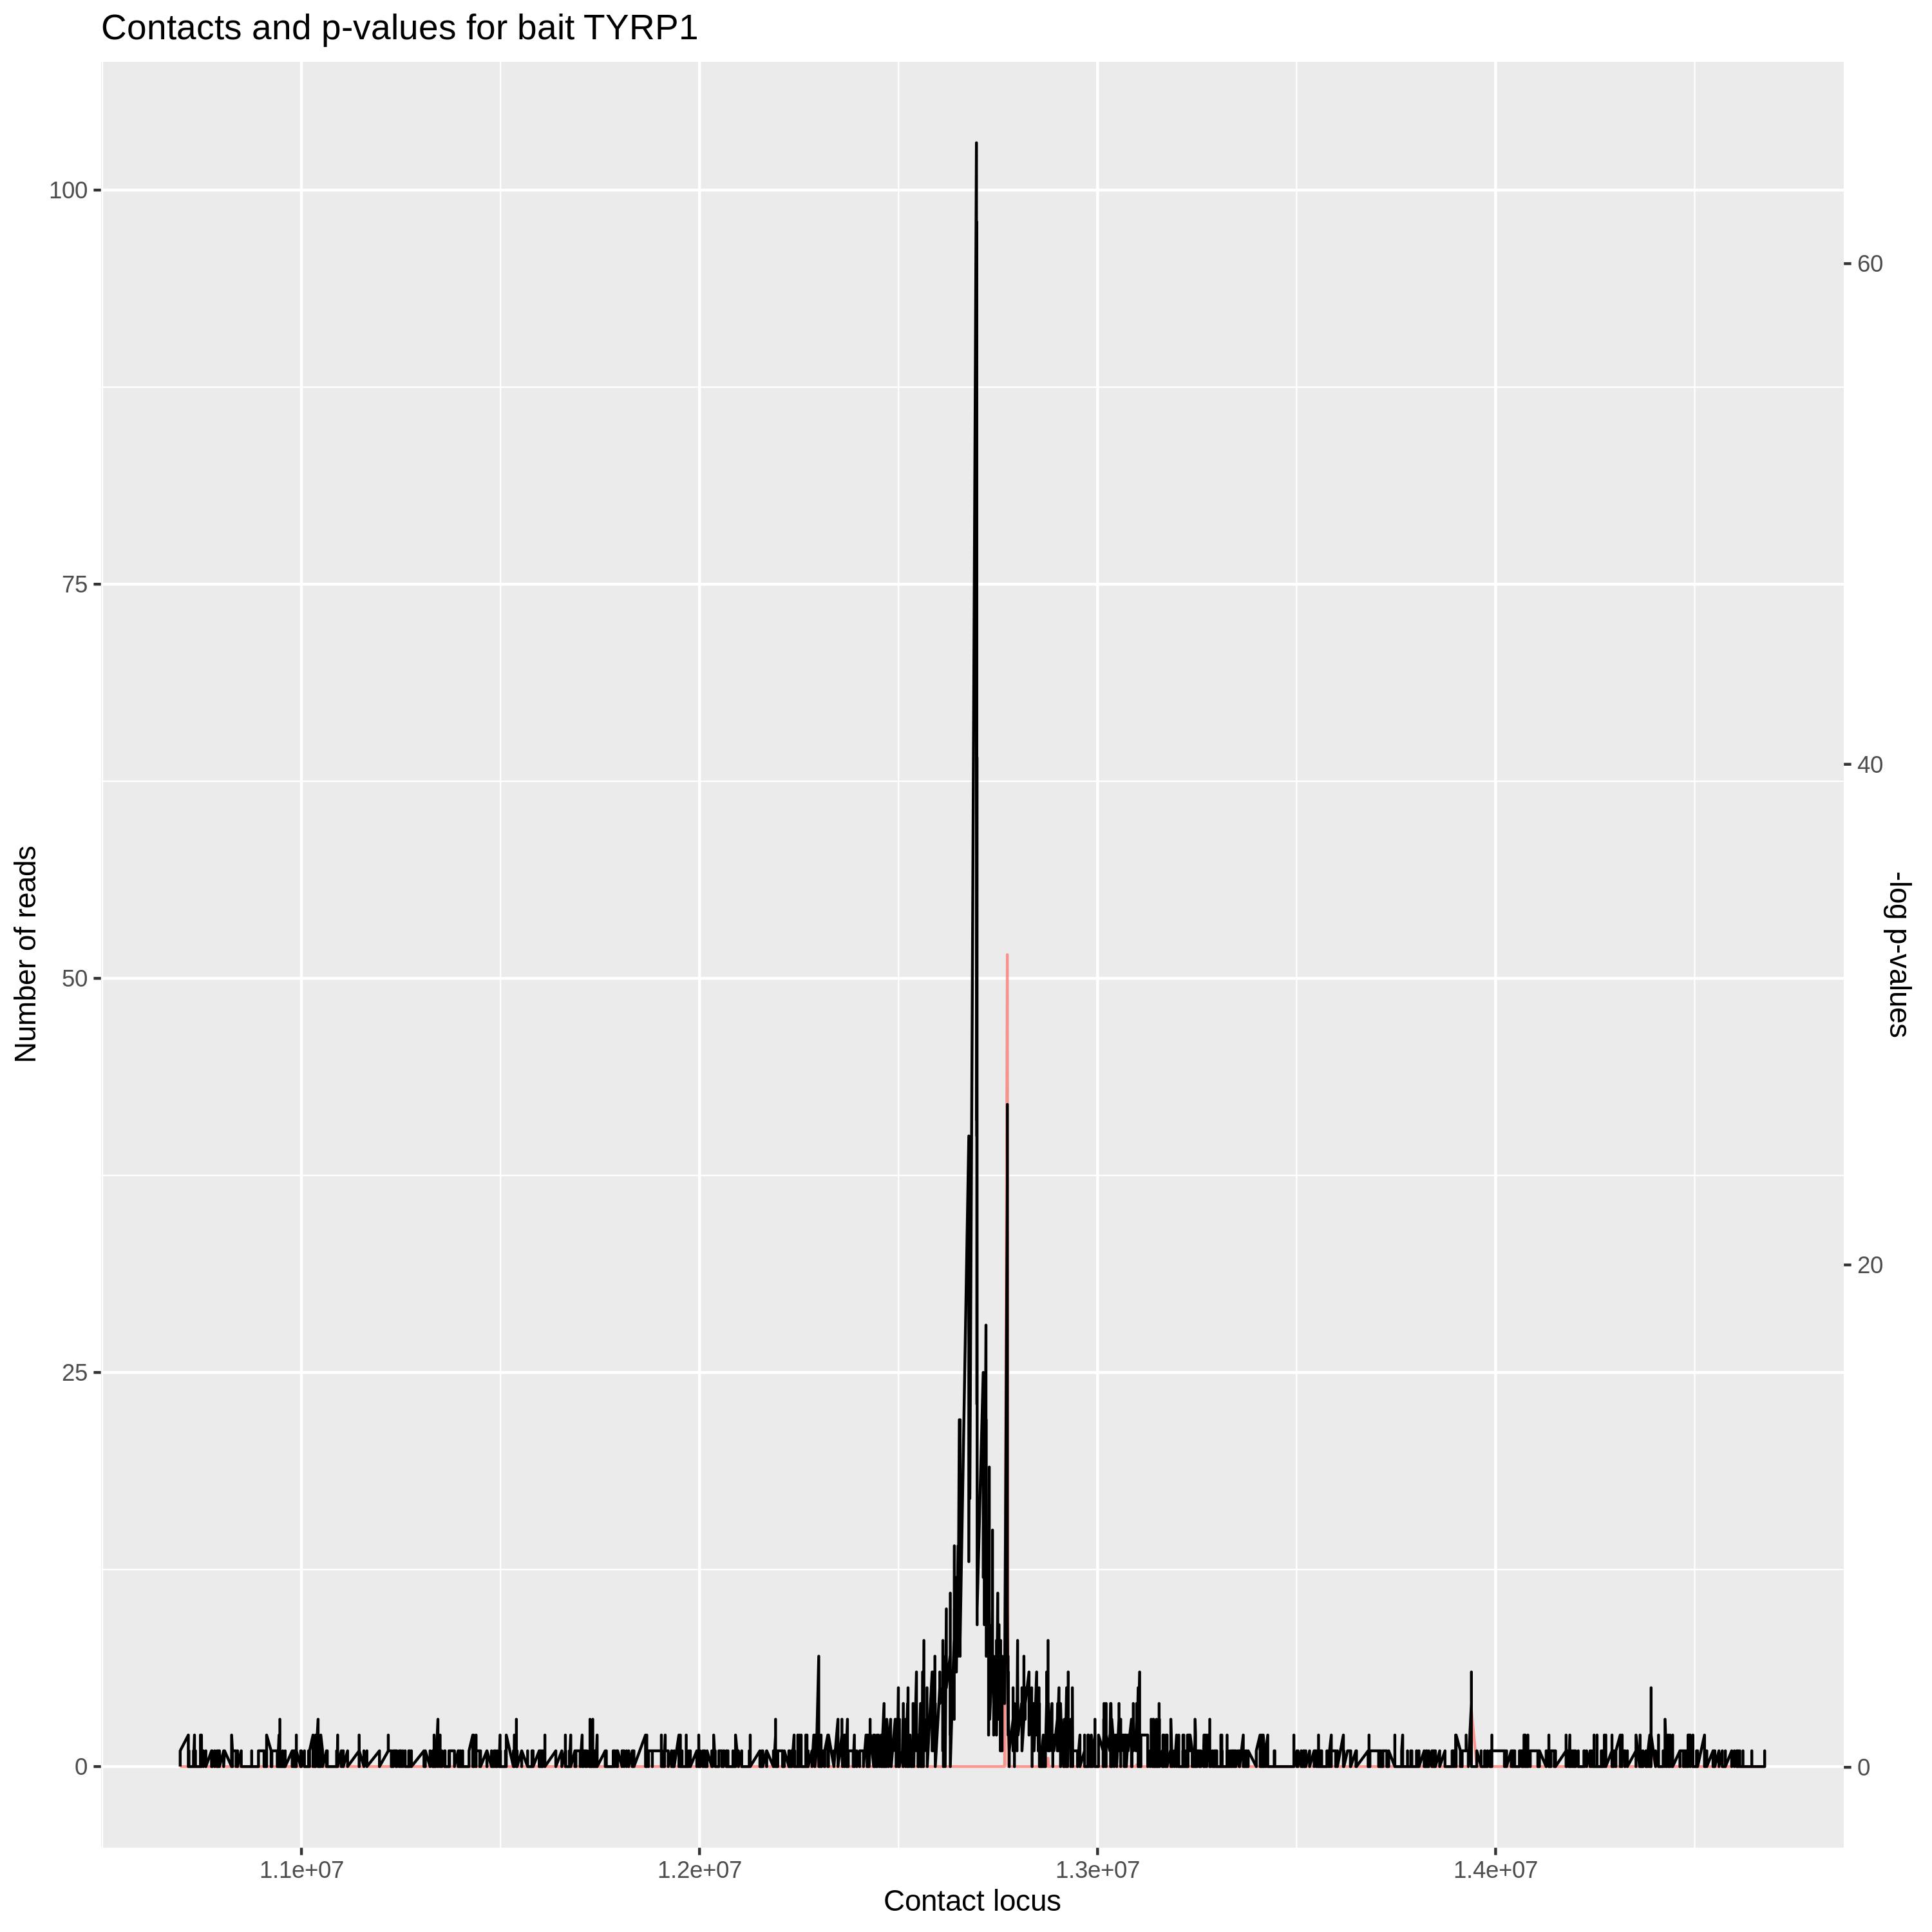 Contacts and p-values for bait TYRP1
100
75
50
25
0
Number of reads
60
40
20
0
-log p-values
1.1e+07
1.2e+07
1.3e+07
1.4e+07
Contact locus